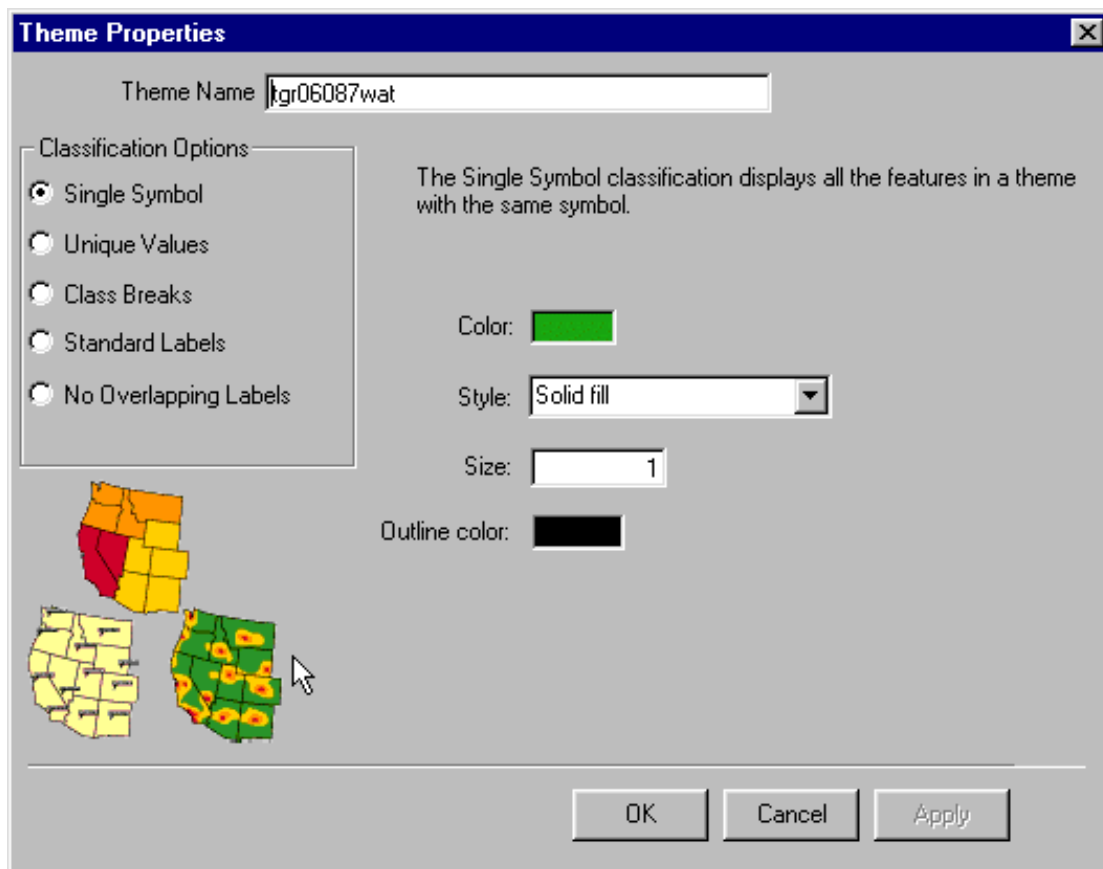 Theme Properties
Theme Name tgr06087wat
Classification Options
Single Symbol
Unique Values
Class Breaks
Standard Labels
No Overlapping Labels
The Single Symbol classification displays all the features in a theme
with the same symbol.
Color:
Style: Solid fill
Size: 1
Outline color:
OK Cancel Apply